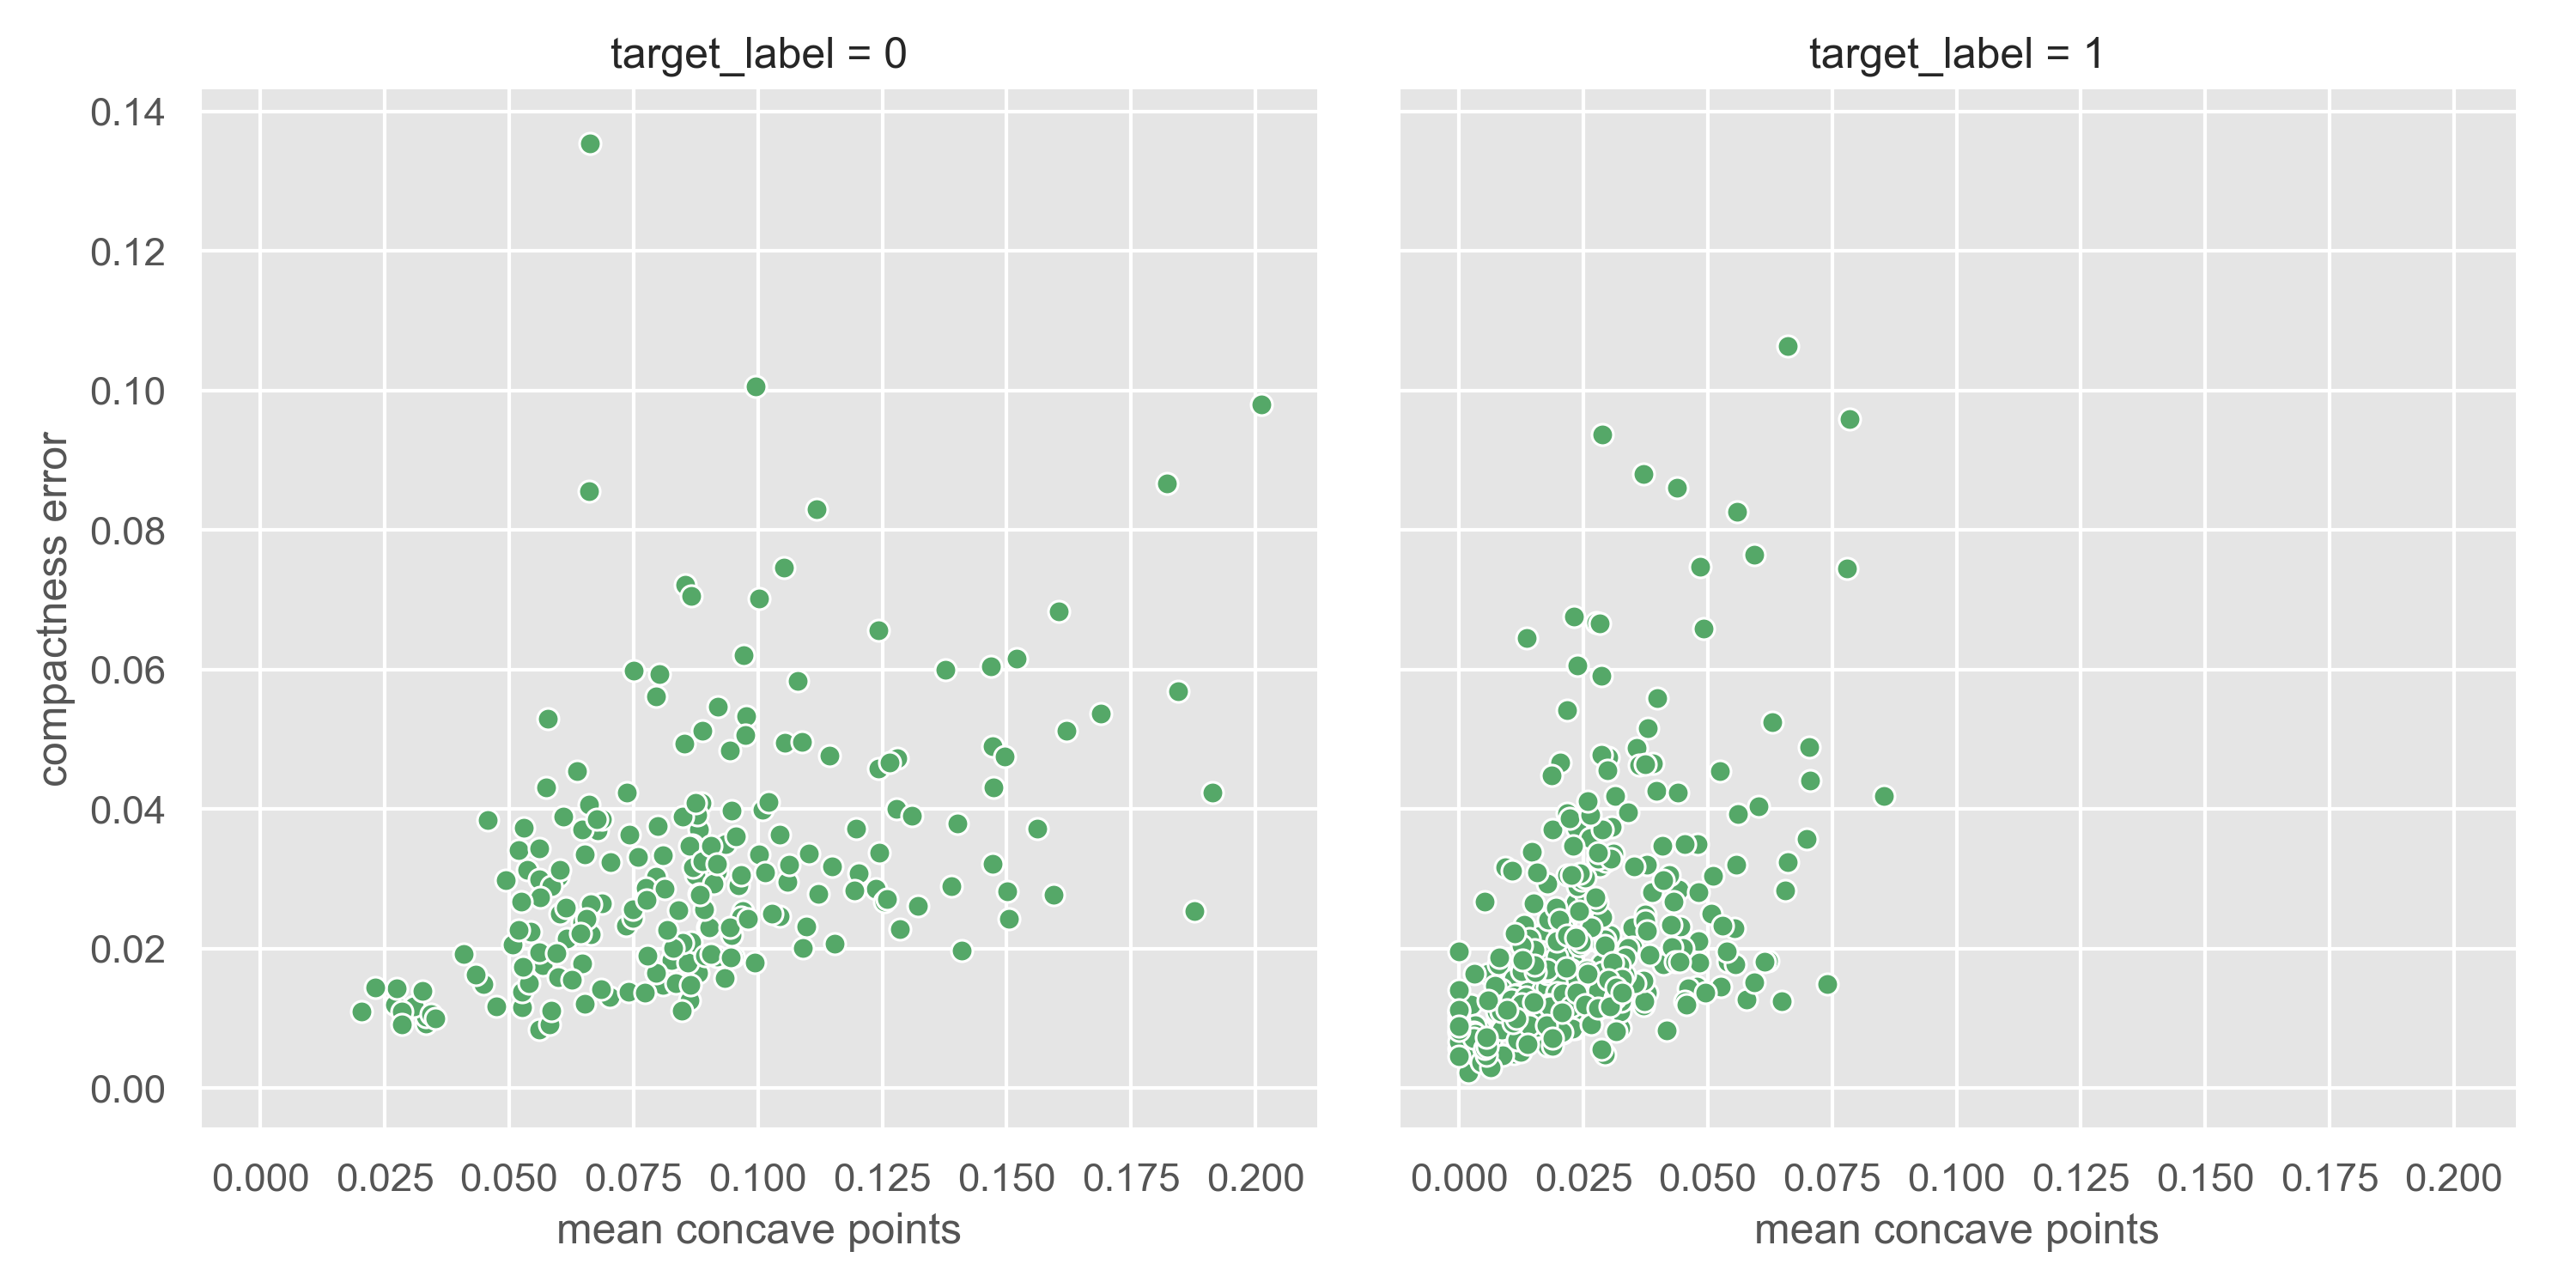 target_label = 0
target_label = 1
compactness error
0.14
0.12
0.10
0.08
0.06
0.04
0.02
0.00
0.000 0.025 0.050 0.075 0.100 0.125 0.150 0.175 0.200
0.000 0.025 0.050 0.075 0.100 0.125 0.150 0.175 0.200
mean concave points
mean concave points